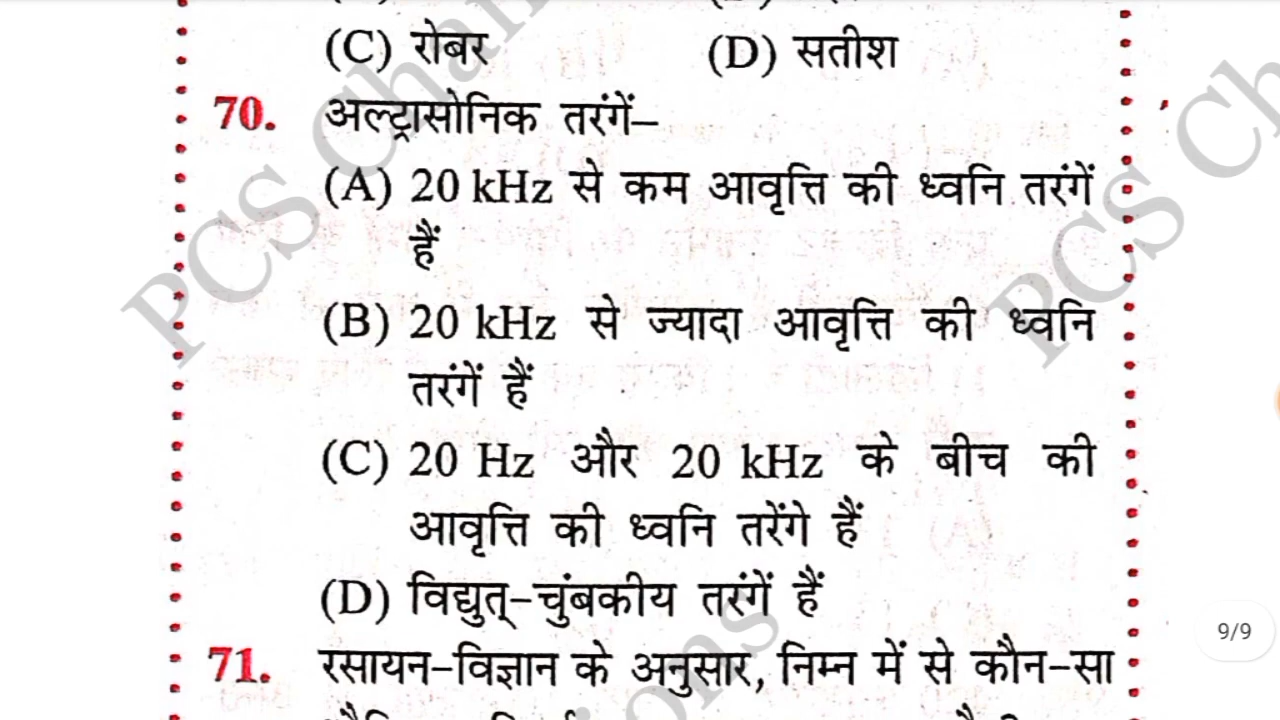 (C) रोबर (D) सतीश
70. अल्ट्रासोनिक तरंगें–
(A) 20 kHz से कम आवृत्ति की ध्वनि तरंगें
हैं
(B) 20 kHz से ज्यादा आवृत्ति की ध्वनि
तरंगें हैं
(C) 20 Hz और 20 kHz के बीच की
आवृत्ति की ध्वनि तरेंगे हैं
(D) विद्युत्-चुंबकीय तरंगें हैं
9/9
71. रसायन-विज्ञान के अनुसार, निम्न में से कौन-सा